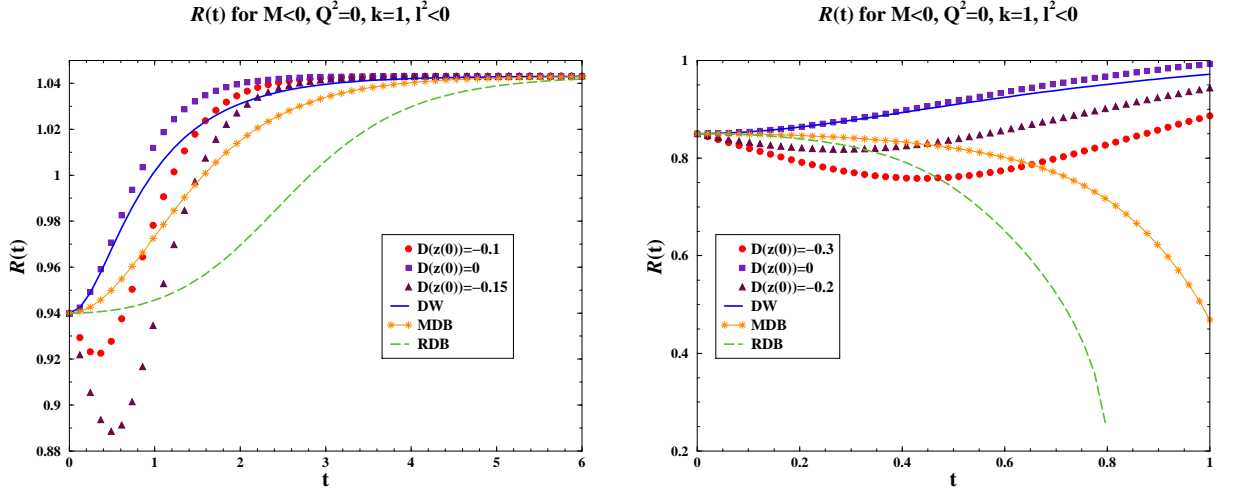 R(t) for M<0, Q²=0, k=1, l²<0
1.04
1.02
1
0.98
0.96
0.94
0.92
0.9
0.88
R(t)
0
1
2
3
4
5
6
t
D(z(0))=−0.1
D(z(0))=0
D(z(0))=−0.15
DW
MDB
RDB
R(t) for M<0, Q²=0, k=1, l²<0
1
0.8
0.6
0.4
0.2
R(t)
0
0.2
0.4
0.6
0.8
1
t
D(z(0))=−0.3
D(z(0))=0
D(z(0))=−0.2
DW
MDB
RDB